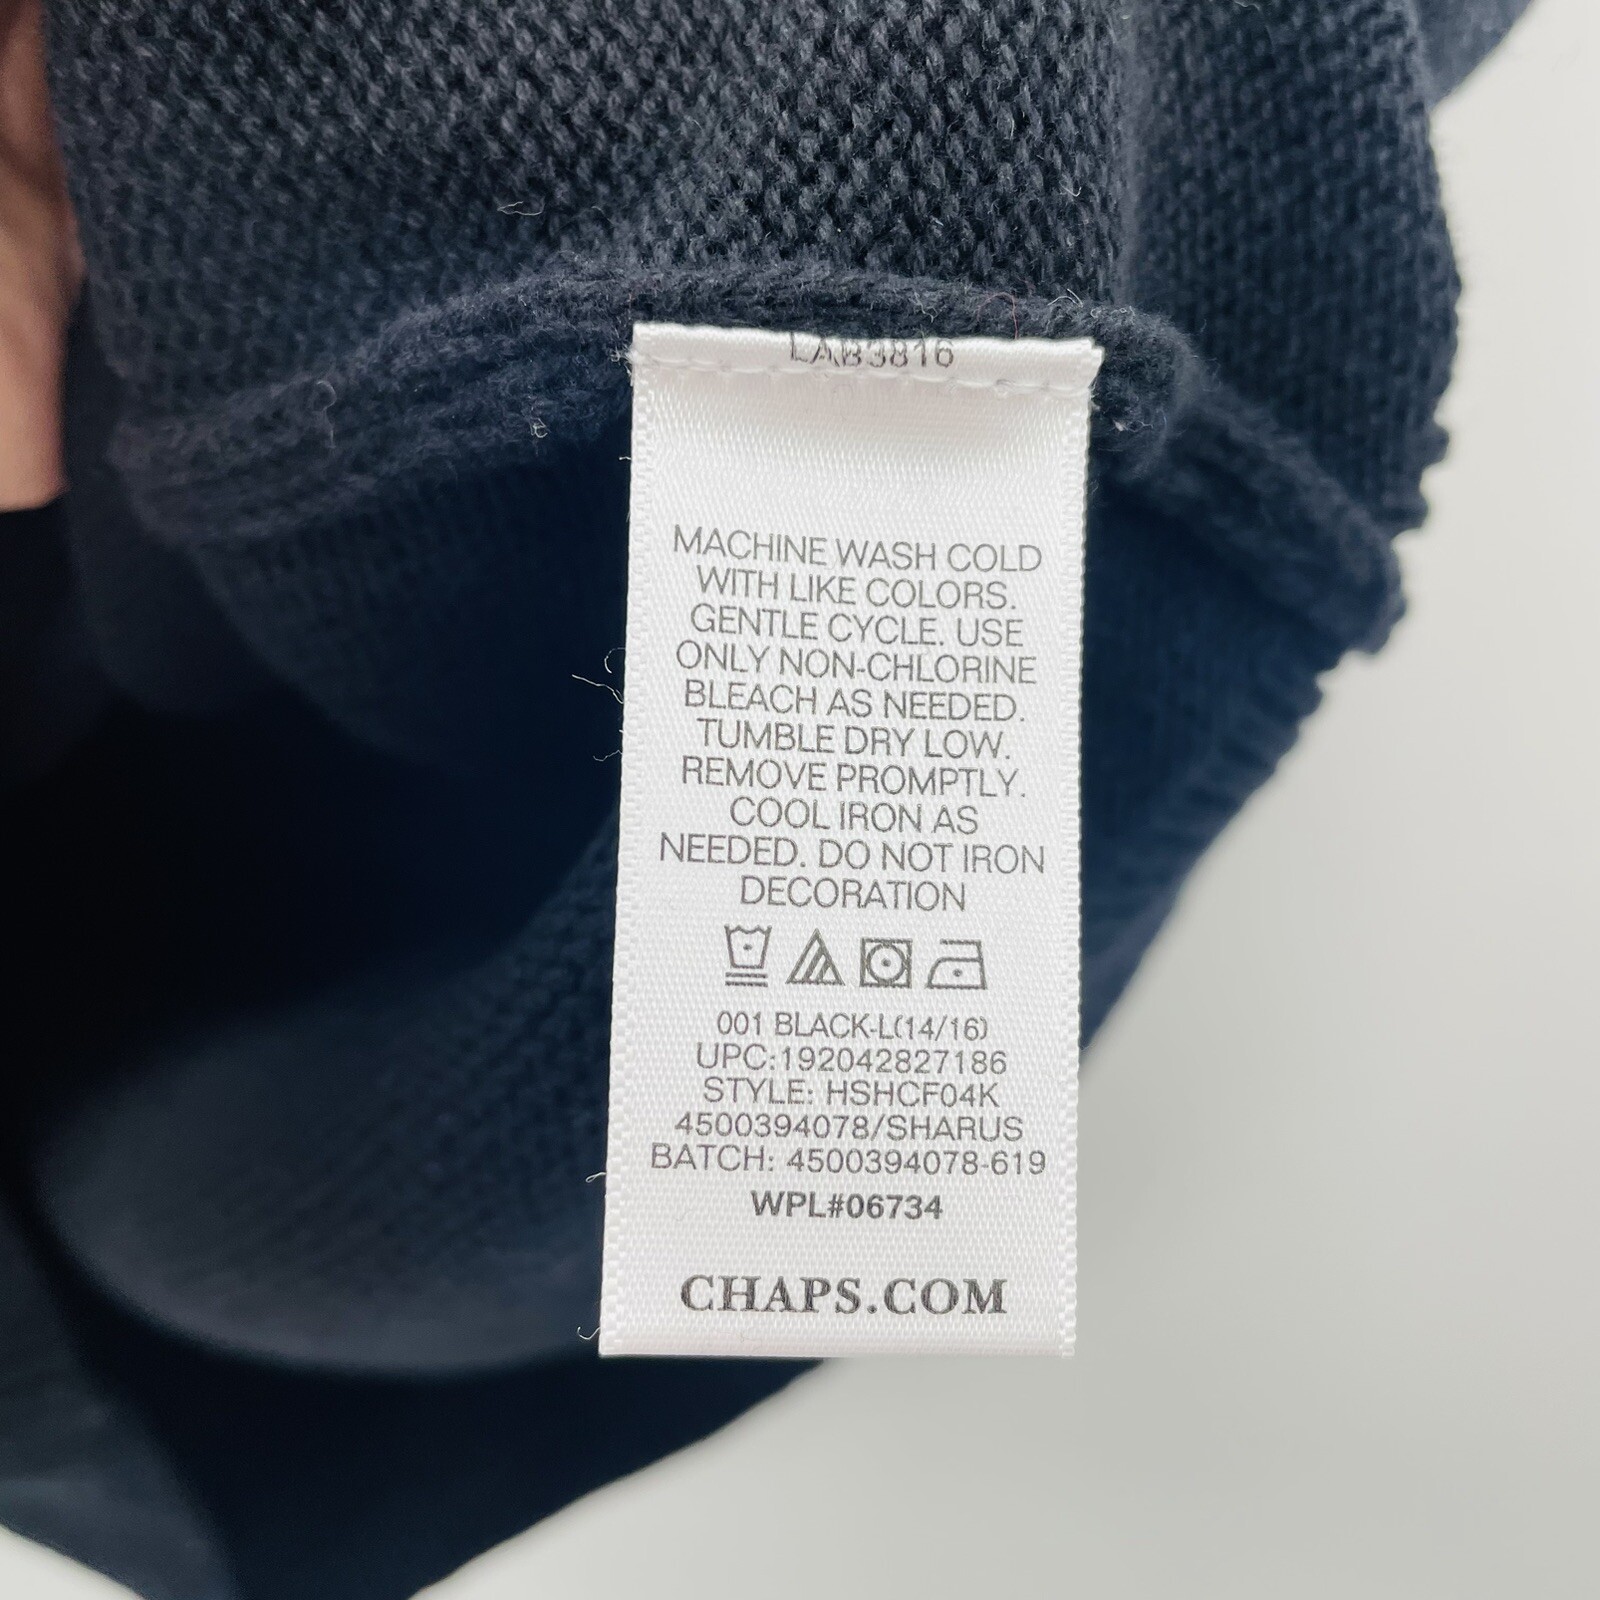 LAB3816
MACHINE WASH COLD
WITH LIKE COLORS.
GENTLE CYCLE. USE
ONLY NON-CHLORINE
BLEACH AS NEEDED.
TUMBLE DRY LOW.
REMOVE PROMPTLY.
COOL IRON AS
NEEDED. DO NOT IRON
DECORATION
001 BLACK-L(14/16)
UPC:192042827186
STYLE: HSHCF04K
4500394078/SHARUS
BATCH: 4500394078-619
WPL#06734
CHAPS.COM